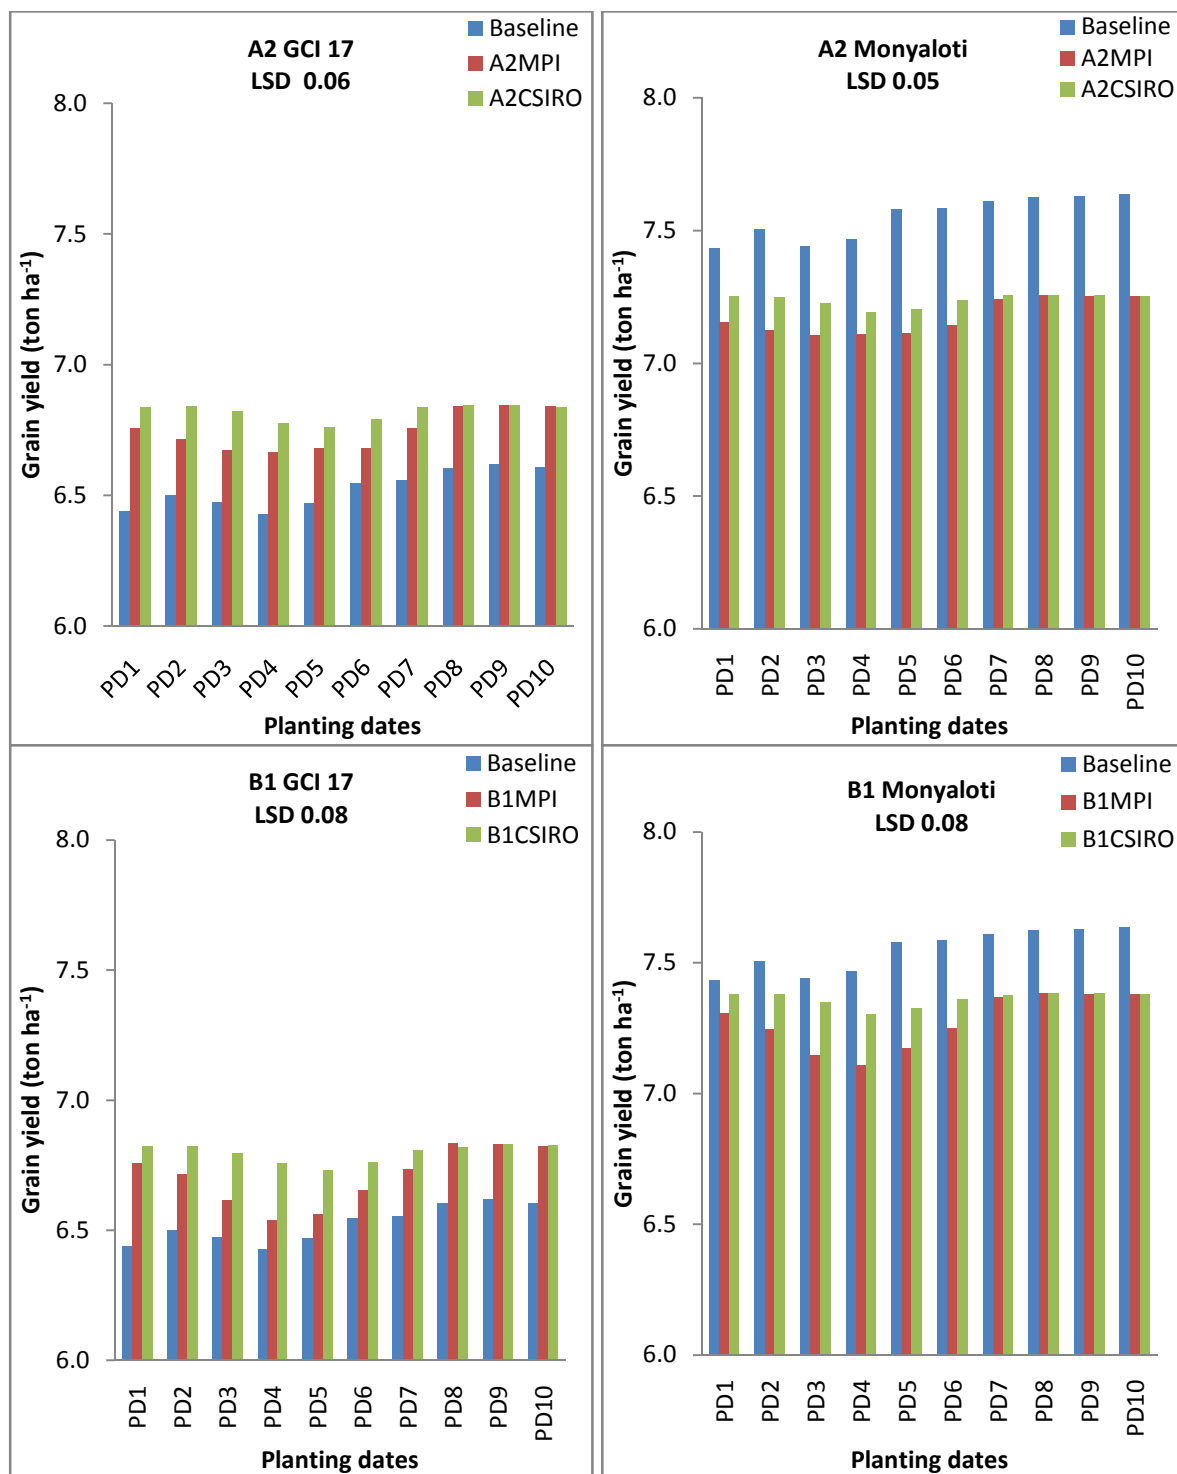 A2 GCI 17
LSD  0.06
Baseline
A2MPI
A2CSIRO
8.0
7.5
7.0
6.5
6.0
Grain yield (ton ha⁻¹)
PD1 PD2 PD3 PD4 PD5 PD6 PD7 PD8 PD9 PD10
Planting dates
A2 Monyaloti
LSD 0.05
Baseline
A2MPI
A2CSIRO
8.0
7.5
7.0
6.5
6.0
Grain yield (ton ha⁻¹)
PD1 PD2 PD3 PD4 PD5 PD6 PD7 PD8 PD9 PD10
Planting dates
B1 GCI 17
LSD 0.08
Baseline
B1MPI
B1CSIRO
8.0
7.5
7.0
6.5
6.0
Grain yield (ton ha⁻¹)
PD1 PD2 PD3 PD4 PD5 PD6 PD7 PD8 PD9 PD10
Planting dates
B1 Monyaloti
LSD 0.08
Baseline
B1MPI
B1CSIRO
8.0
7.5
7.0
6.5
6.0
Grain yield (ton ha⁻¹)
PD1 PD2 PD3 PD4 PD5 PD6 PD7 PD8 PD9 PD10
Planting dates